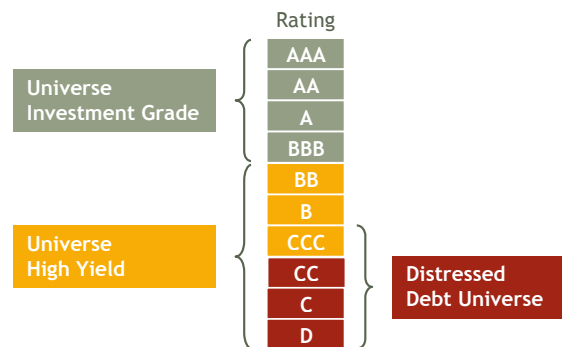 Rating
AAA
AA
A
BBB
BB
B
CCC
CC
C
D
Universe
Investment Grade
Universe
High Yield
Distressed
Debt Universe